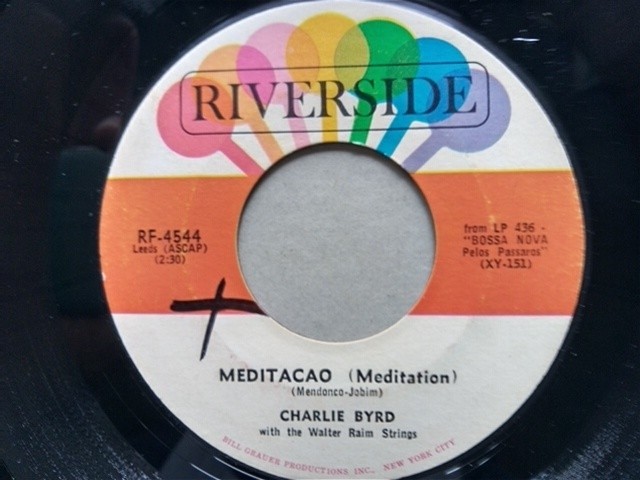 RIVERSIDE
RF-4544
Leeds (ASCAP)
(2:30)
from LP 436 -
"BOSSA NOVA
Pelos Passaros"
(XY-151)
MEDITACAO (Meditation)
(Mendonco-Jobim)
CHARLIE BYRD
with the Walter Raim Strings
BILL GRAUER PRODUCTIONS INC., NEW YORK CITY